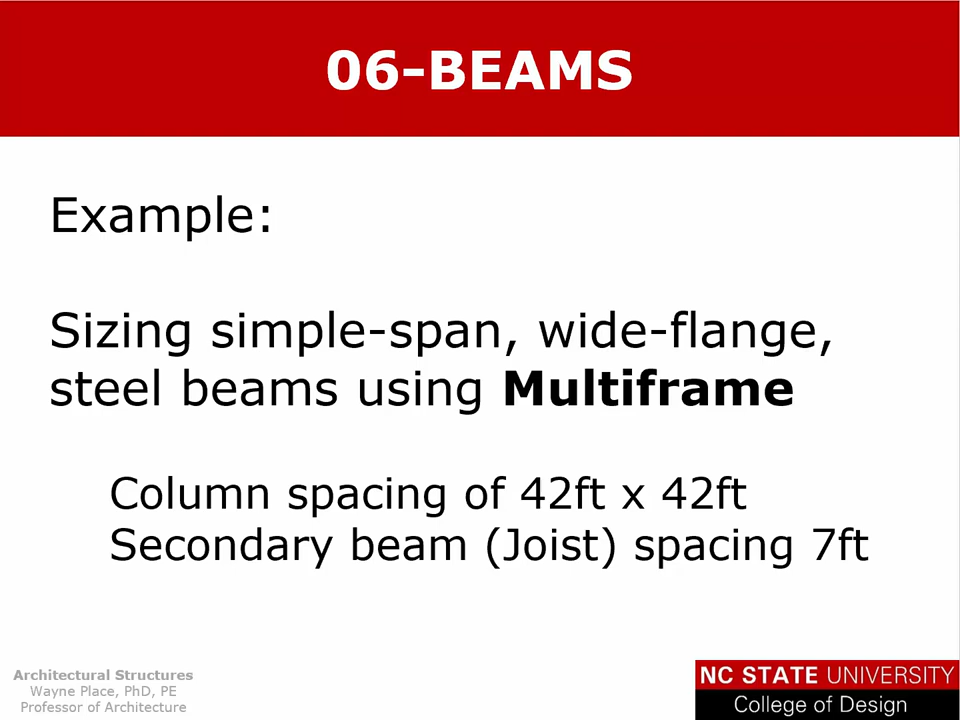 06-BEAMS
Example:
Sizing simple-span, wide-flange,
steel beams using Multiframe
Column spacing of 42ft x 42ft
Secondary beam (Joist) spacing 7ft
Architectural Structures
Wayne Place, PhD, PE
Professor of Architecture
NC STATE UNIVERSITY
College of Design